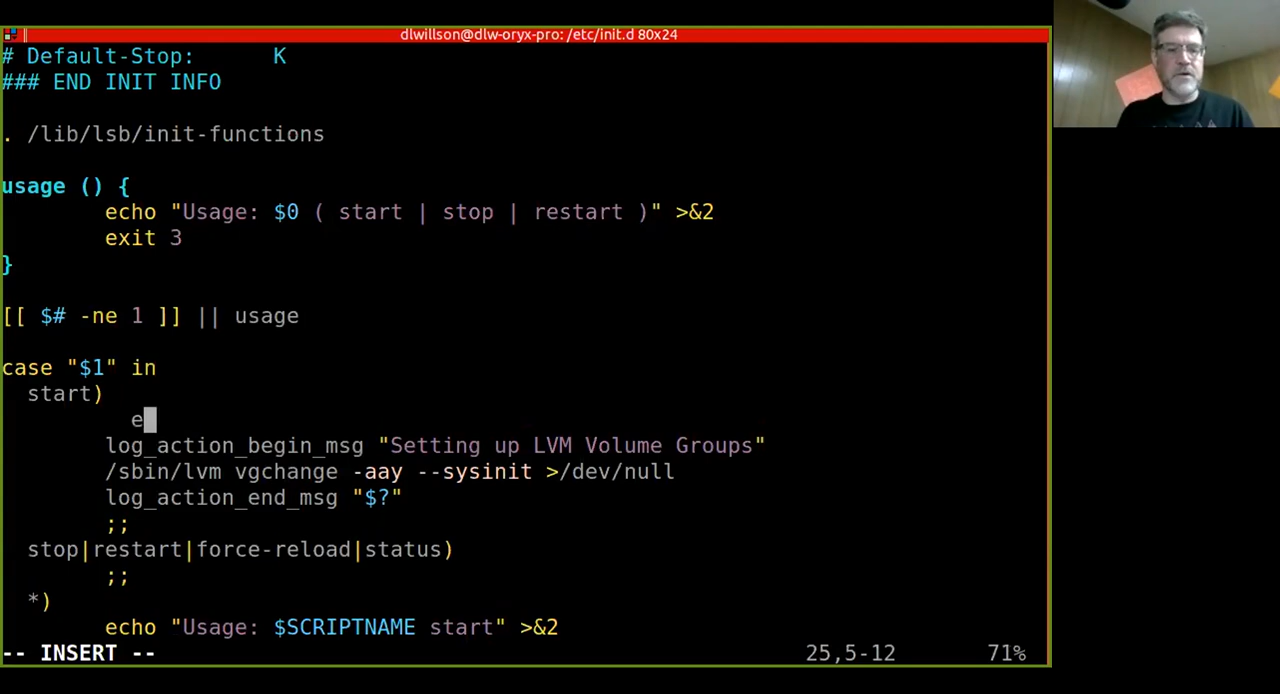 dlwillson@dlw-oryx-pro: /etc/init.d 80x24
# Default-Stop:      K
### END INIT INFO
. /lib/lsb/init-functions
usage () {
        echo "Usage: $0 ( start | stop | restart )" >&2
        exit 3
}
[[ $# -ne 1 ]] || usage
case "$1" in
  start)
          e
        log_action_begin_msg "Setting up LVM Volume Groups"
        /sbin/lvm vgchange -aay --sysinit >/dev/null
        log_action_end_msg "$?"
        ;;
  stop|restart|force-reload|status)
        ;;
  *)
        echo "Usage: $SCRIPTNAME start" >&2
-- INSERT --                                                  25,5-12       71%